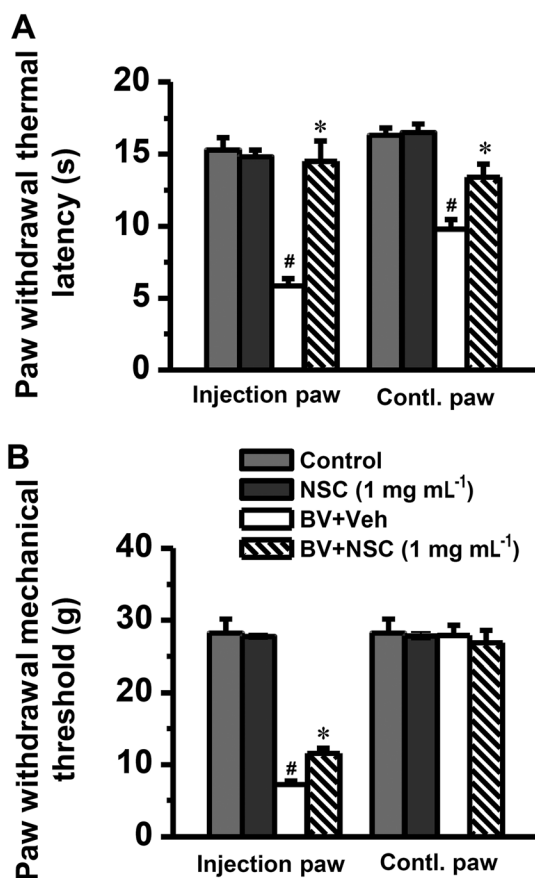 A
Paw withdrawal thermal
latency (s)
20
15
10
5
0
*
*
#
#
Injection paw
Contl. paw
B
Paw withdrawal mechanical
threshold (g)
Control
NSC (1 mg mL⁻¹)
BV+Veh
BV+NSC (1 mg mL⁻¹)
40
30
20
10
0
*
#
Injection paw
Contl. paw